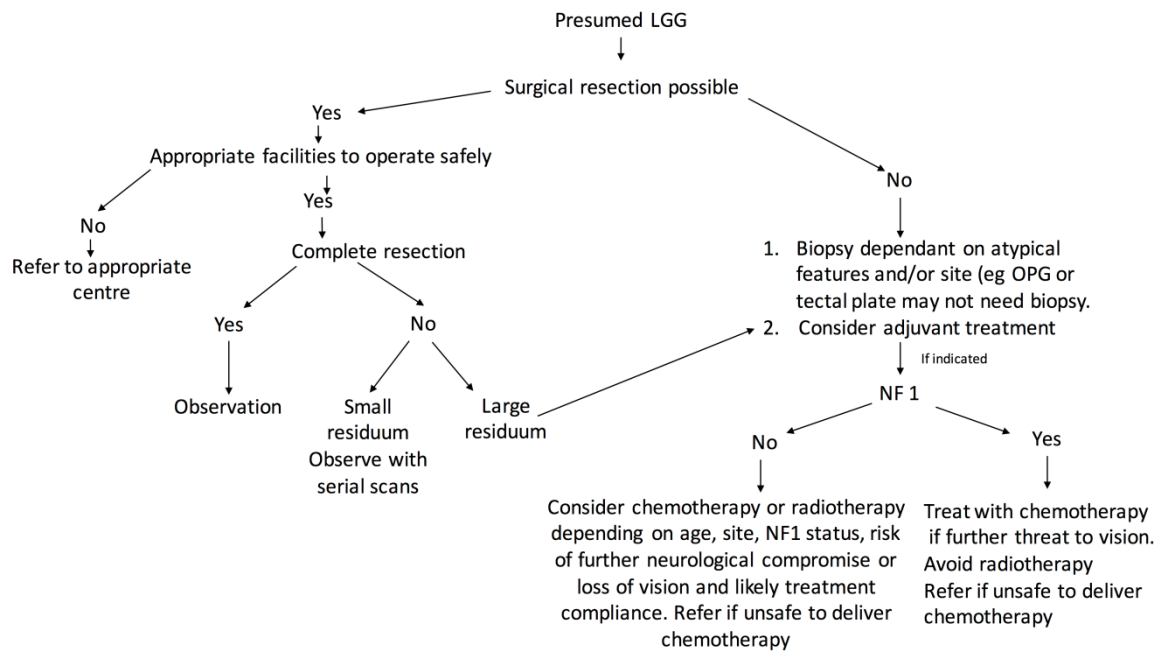 Presumed LGG
Surgical resection possible
Yes
Appropriate facilities to operate safely
No
Yes
No
Refer to appropriate
centre
Complete resection
1. Biopsy dependant on atypical
features and/or site (eg OPG or
tectal plate may not need biopsy.
2. Consider adjuvant treatment
Yes
No
If indicated
NF 1
Observation
Small
residuum
Observe with
serial scans
Large
residuum
No
Yes
Consider chemotherapy or radiotherapy
depending on age, site, NF1 status, risk
of further neurological compromise or
loss of vision and likely treatment
compliance. Refer if unsafe to deliver
chemotherapy
Treat with chemotherapy
if further threat to vision.
Avoid radiotherapy
Refer if unsafe to deliver
chemotherapy